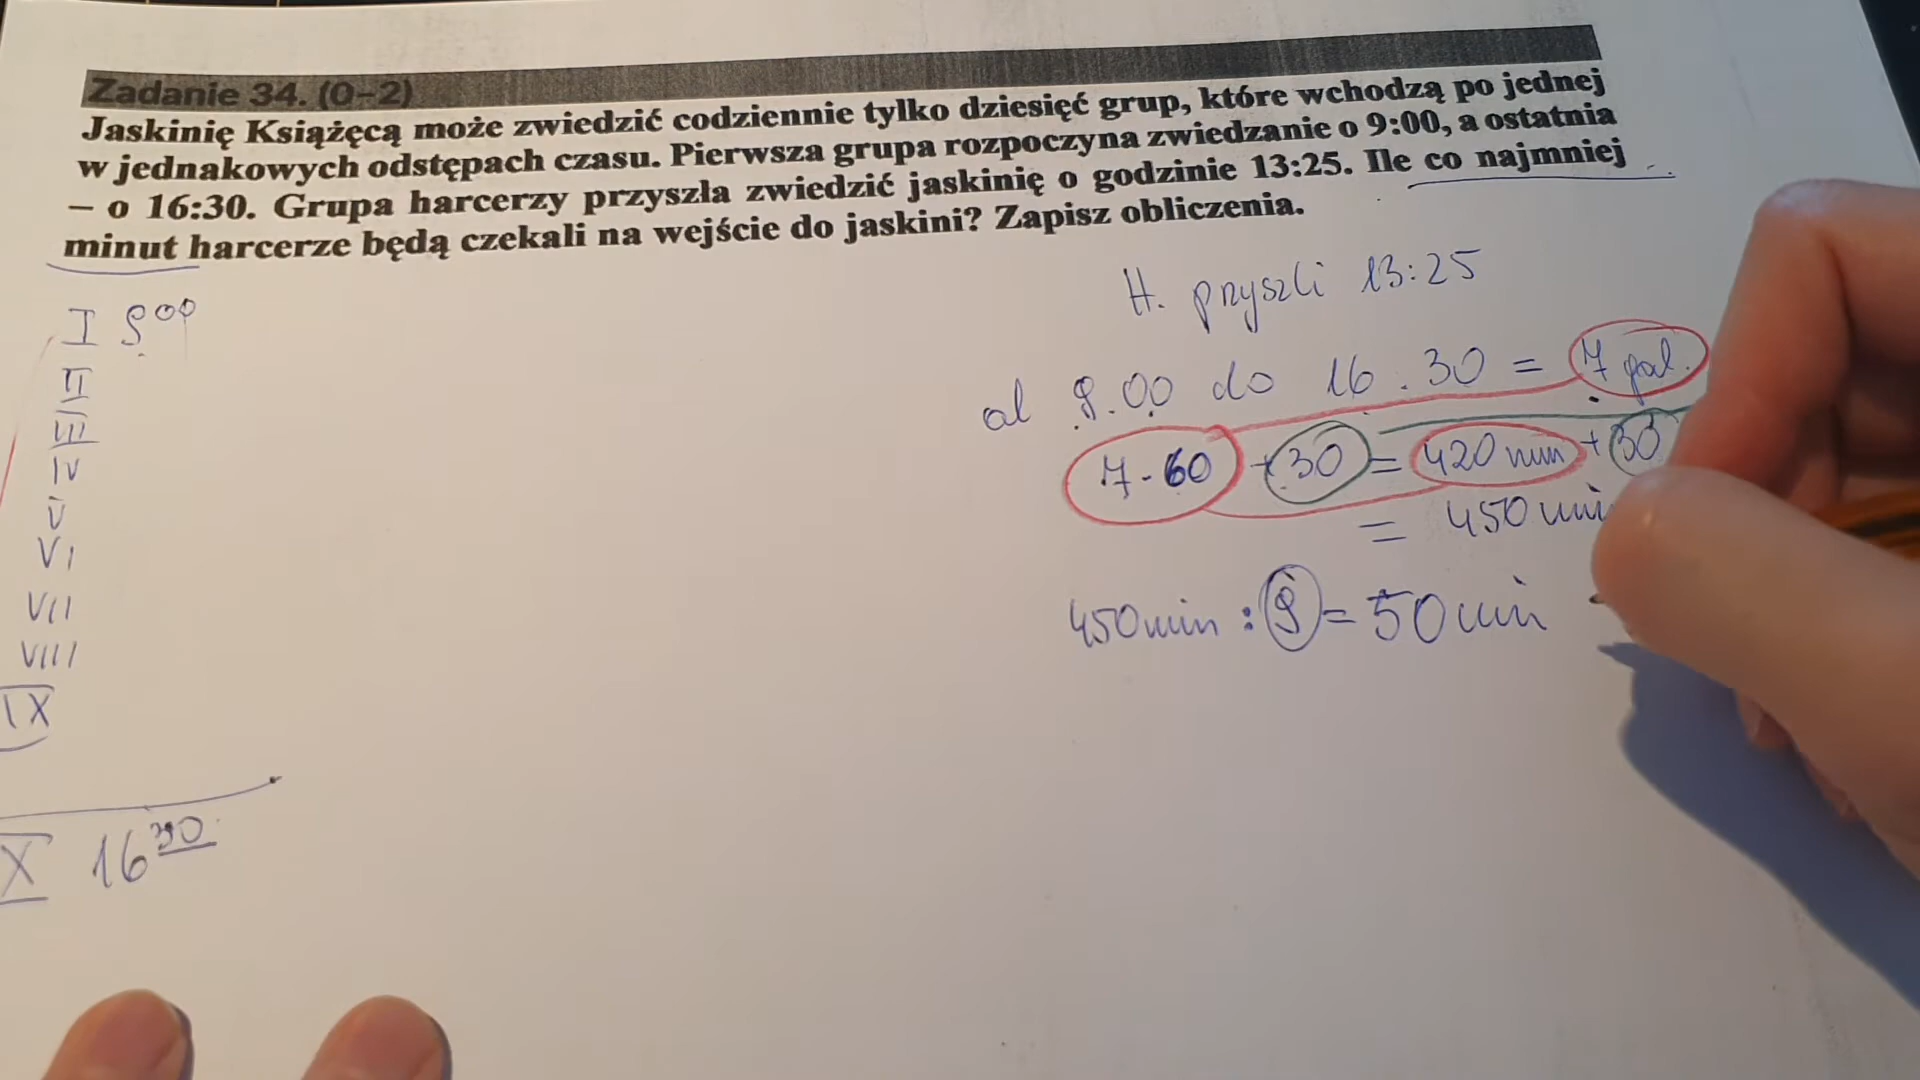 Zadanie 34. (0–2)
Jaskinię Książęcą może zwiedzić codziennie tylko dziesięć grup, które wchodzą po jednej
w jednakowych odstępach czasu. Pierwsza grupa rozpoczyna zwiedzanie o 9:00, a ostatnia
– o 16:30. Grupa harcerzy przyszła zwiedzić jaskinię o godzinie 13:25. Ile co najmniej
minut harcerze będą czekali na wejście do jaskini? Zapisz obliczenia.
I 9 00
II
III
IV
V
VI
VII
VIII
IX
X 16 30
H. przyszli 13:25
od 9.00 do 16.30 = 7 god.
7·60 + 30 = 420 min + 30
= 450 min
450 min : 9 = 50 min